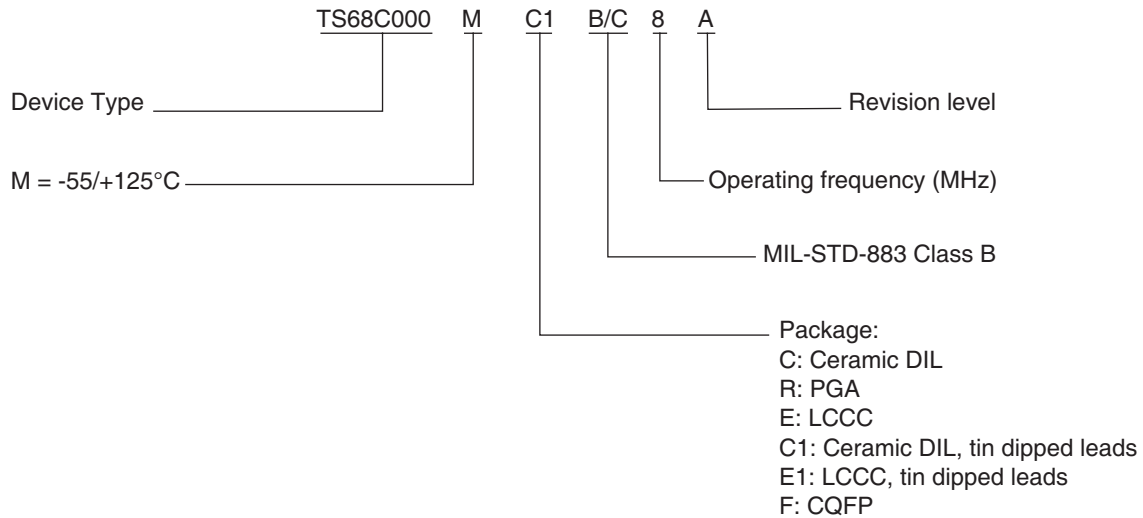 TS68C000 M C1 B/C 8 A
Device Type
Revision level
M = -55/+125°C
Operating frequency (MHz)
MIL-STD-883 Class B
Package:
C: Ceramic DIL
R: PGA
E: LCCC
C1: Ceramic DIL, tin dipped leads
E1: LCCC, tin dipped leads
F: CQFP